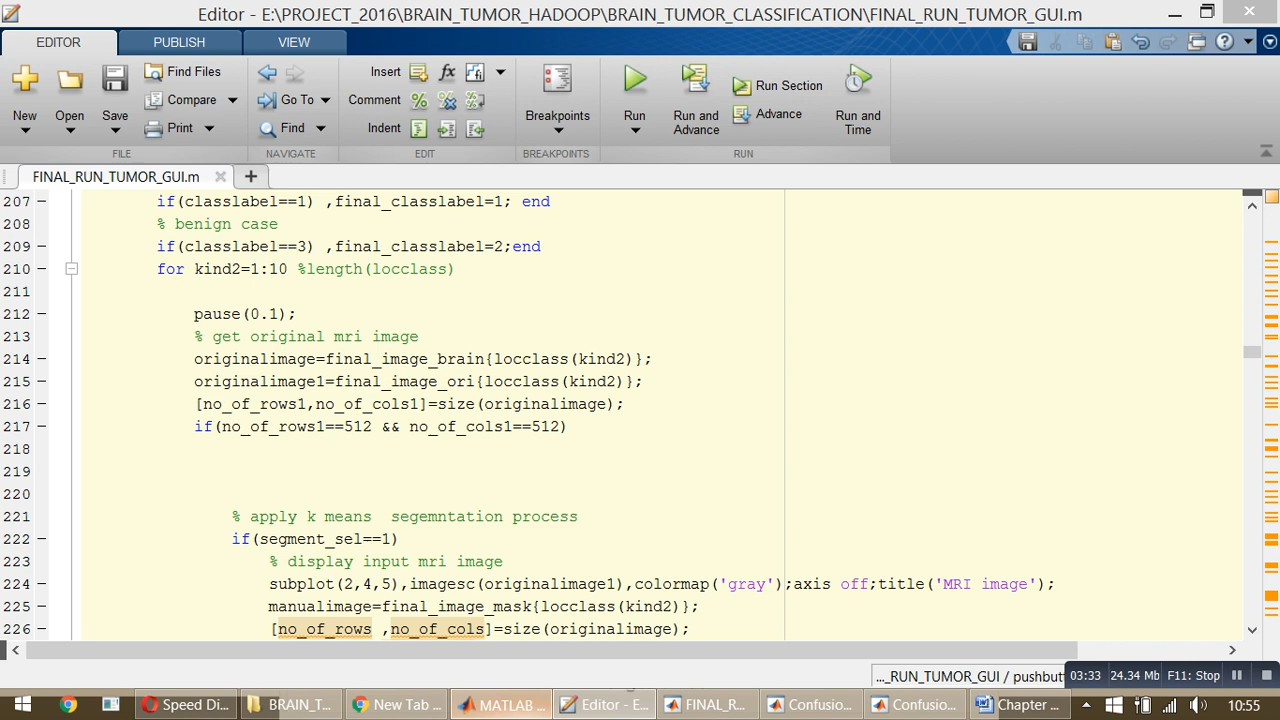 Editor - E:\PROJECT_2016\BRAIN_TUMOR_HADOOP\BRAIN_TUMOR_CLASSIFICATION\FINAL_RUN_TUMOR_GUI.m
EDITOR PUBLISH VIEW
New Open Save Find Files Compare Print Go To Find Insert Comment Indent Breakpoints Run Run and Advance Run Section Advance Run and Time
FILE NAVIGATE EDIT BREAKPOINTS RUN
FINAL_RUN_TUMOR_GUI.m
207 if(classlabel==1) ,final_classlabel=1; end
208 % benign case
209 if(classlabel==3) ,final_classlabel=2;end
210 for kind2=1:10 %length(locclass)
211
212 pause(0.1);
213 % get original mri image
214 originalimage=final_image_brain{locclass(kind2)};
215 originalimage1=final_image_ori{locclass(kind2)};
216 [no_of_rows1,no_of_cols1]=size(originalimage);
217 if(no_of_rows1==512 && no_of_cols1==512)
218
219
220
221 % apply k means  segemntation process
222 if(segment_sel==1)
223 % display input mri image
224 subplot(2,4,5),imagesc(originalimage1),colormap('gray');axis off;title('MRI image');
225 manualimage=final_image_mask{locclass(kind2)};
226 [no_of_rows ,no_of_cols]=size(originalimage);
..._RUN_TUMOR_GUI / pushbut
03:33 24.34 Mb F11: Stop
Speed Di... BRAIN_T... New Tab ... MATLAB ... Editor - E... FINAL_R... Confusio... Confusio... Chapter ... 10:55